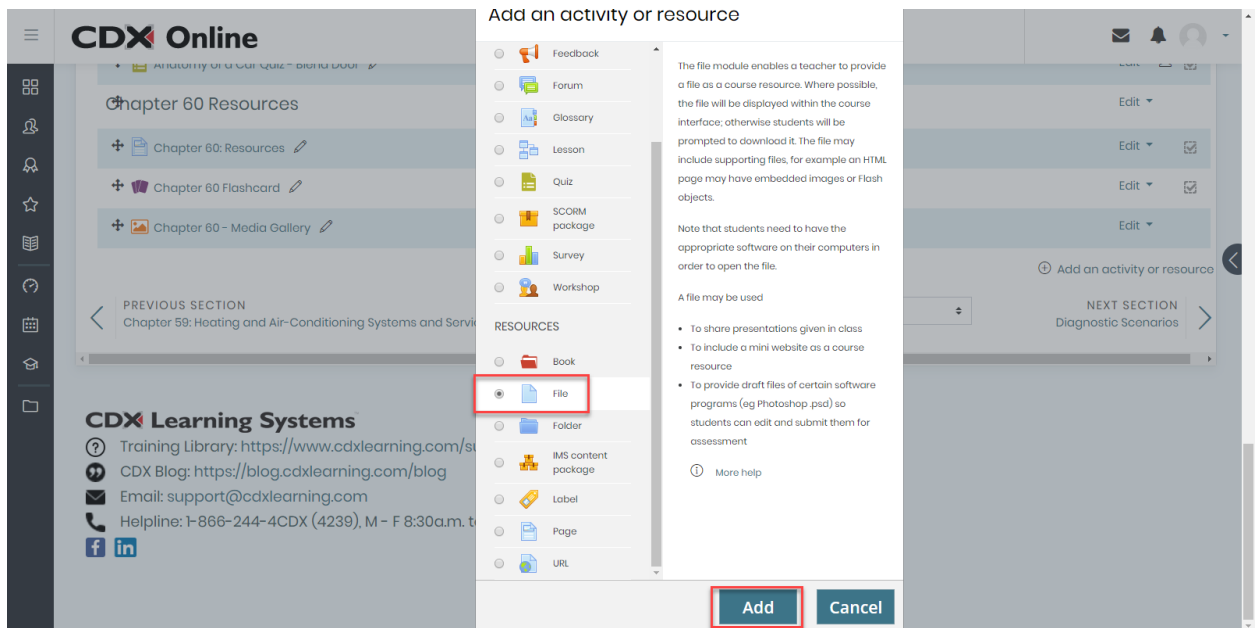 CDX Online
Anatomy of a Car Quiz - Blend Door
Edit
Chapter 60 Resources
Edit
Chapter 60: Resources
Edit
Chapter 60 Flashcard
Edit
Chapter 60 - Media Gallery
Edit
Add an activity or resource
PREVIOUS SECTION
Chapter 59: Heating and Air-Conditioning Systems and
NEXT SECTION
Diagnostic Scenarios
CDX Learning Systems
Training Library: https://www.cdxlearning.com/
CDX Blog: https://blog.cdxlearning.com/blog
Email: support@cdxlearning.com
Helpline: 1-866-244-4CDX (4239), M - F 8:30a.m.
Add an activity or resource
Feedback
Forum
Glossary
Lesson
Quiz
SCORM
package
Survey
Workshop
RESOURCES
Book
File
Folder
IMS content
package
Label
Page
URL
The file module enables a teacher to provide
a file as a course resource. Where possible,
the file will be displayed within the course
interface; otherwise students will be
prompted to download it. The file may
include supporting files, for example an HTML
page may have embedded images or Flash
objects.
Note that students need to have the
appropriate software on their computers in
order to open the file.
A file may be used
• To share presentations given in class
• To include a mini website as a course
resource
• To provide draft files of certain software
programs (eg Photoshop .psd) so
students can edit and submit them for
assessment
More help
Add
Cancel